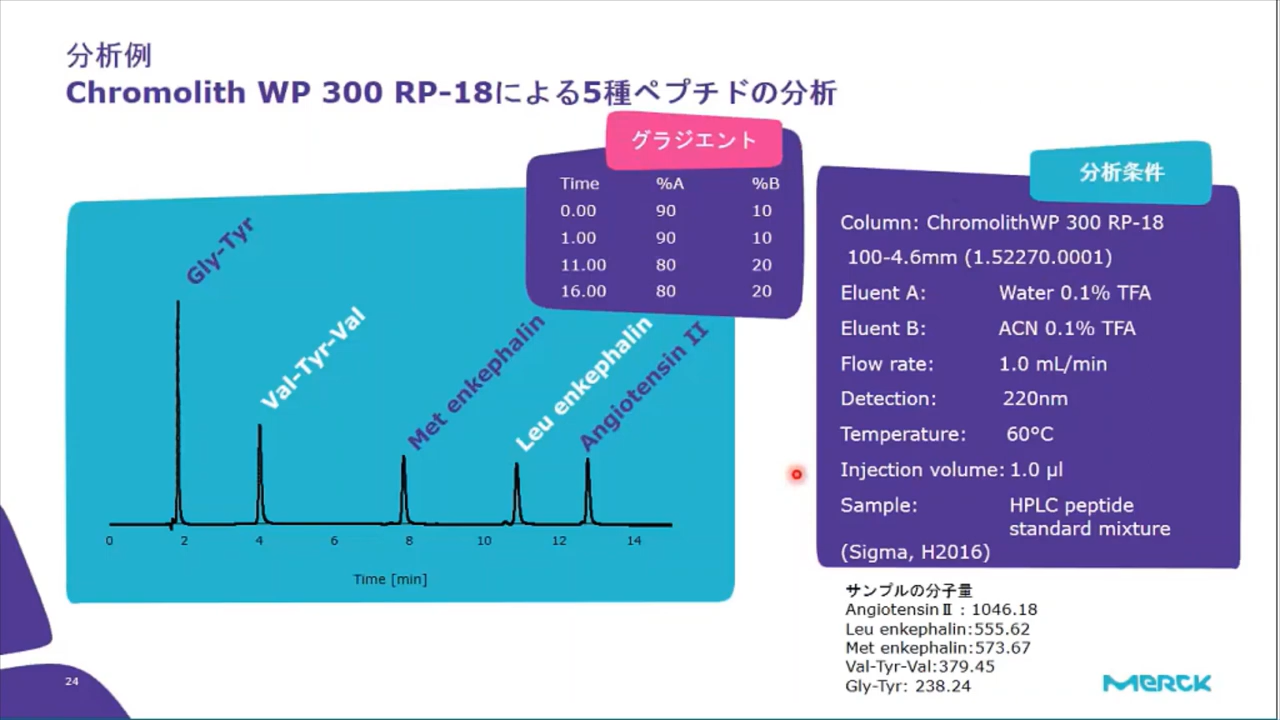 分析例
Chromolith WP 300 RP-18による5種ペプチドの分析
グラジエント
Time %A %B
0.00 90 10
1.00 90 10
11.00 80 20
16.00 80 20
Gly-Tyr
Val-Tyr-Val
Met enkephalin
Leu enkephalin
Angiotensin II
0 2 4 6 8 10 12 14
Time [min]
分析条件
Column: ChromolithWP 300 RP-18
100-4.6mm (1.52270.0001)
Eluent A: Water 0.1% TFA
Eluent B: ACN 0.1% TFA
Flow rate: 1.0 mL/min
Detection: 220nm
Temperature: 60°C
Injection volume: 1.0 µl
Sample: HPLC peptide
standard mixture
(Sigma, H2016)
サンプルの分子量
AngiotensinⅡ : 1046.18
Leu enkephalin:555.62
Met enkephalin:573.67
Val-Tyr-Val:379.45
Gly-Tyr: 238.24
24
MERCK